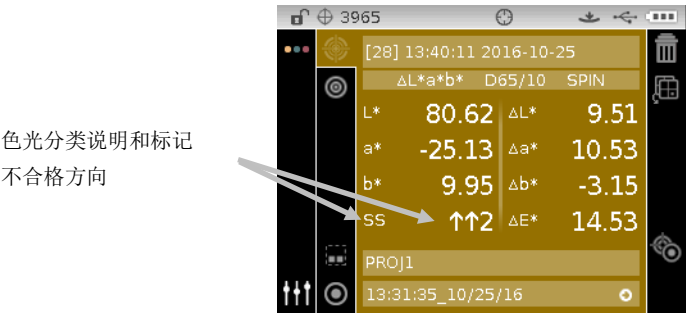 3965
[28] 13:40:11 2016-10-25
ΔL*a*b* D65/10 SPIN
L* 80.62 ΔL* 9.51
a* -25.13 Δa* 10.53
色光分类说明和标记
不合格方向
b* 9.95 Δb* -3.15
SS ↑↑2 ΔE* 14.53
PROJ1
13:31:35_10/25/16